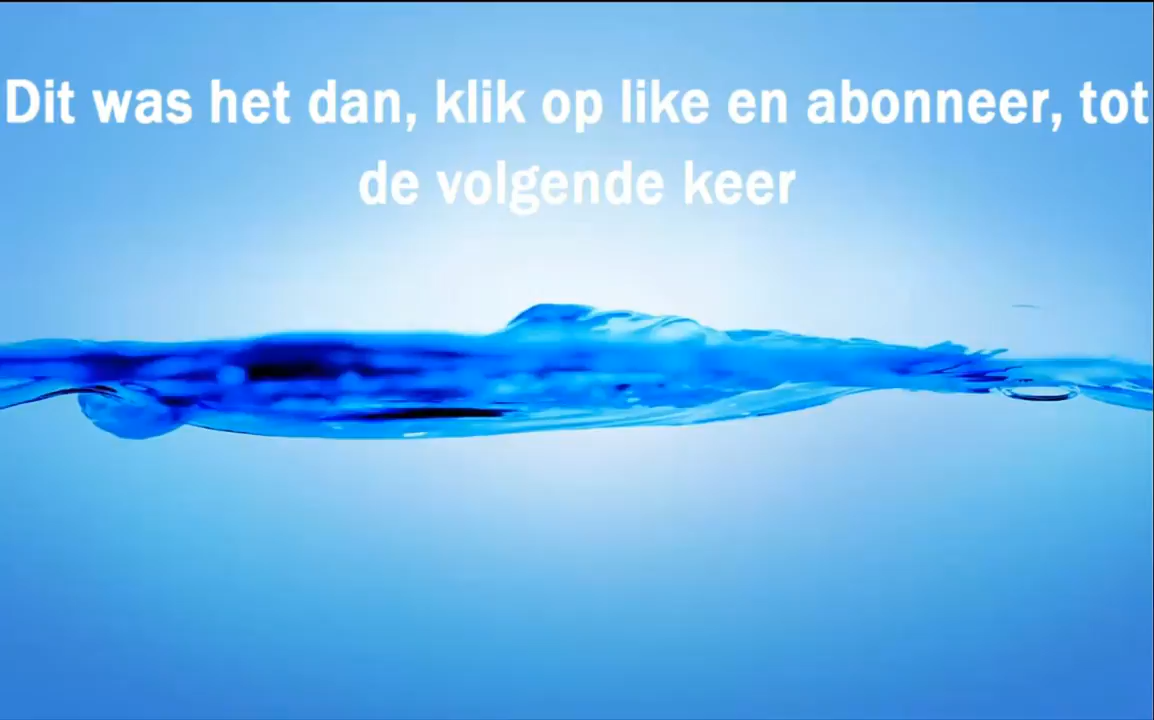 Dit was het dan, klik op like en abonneer, tot
de volgende keer